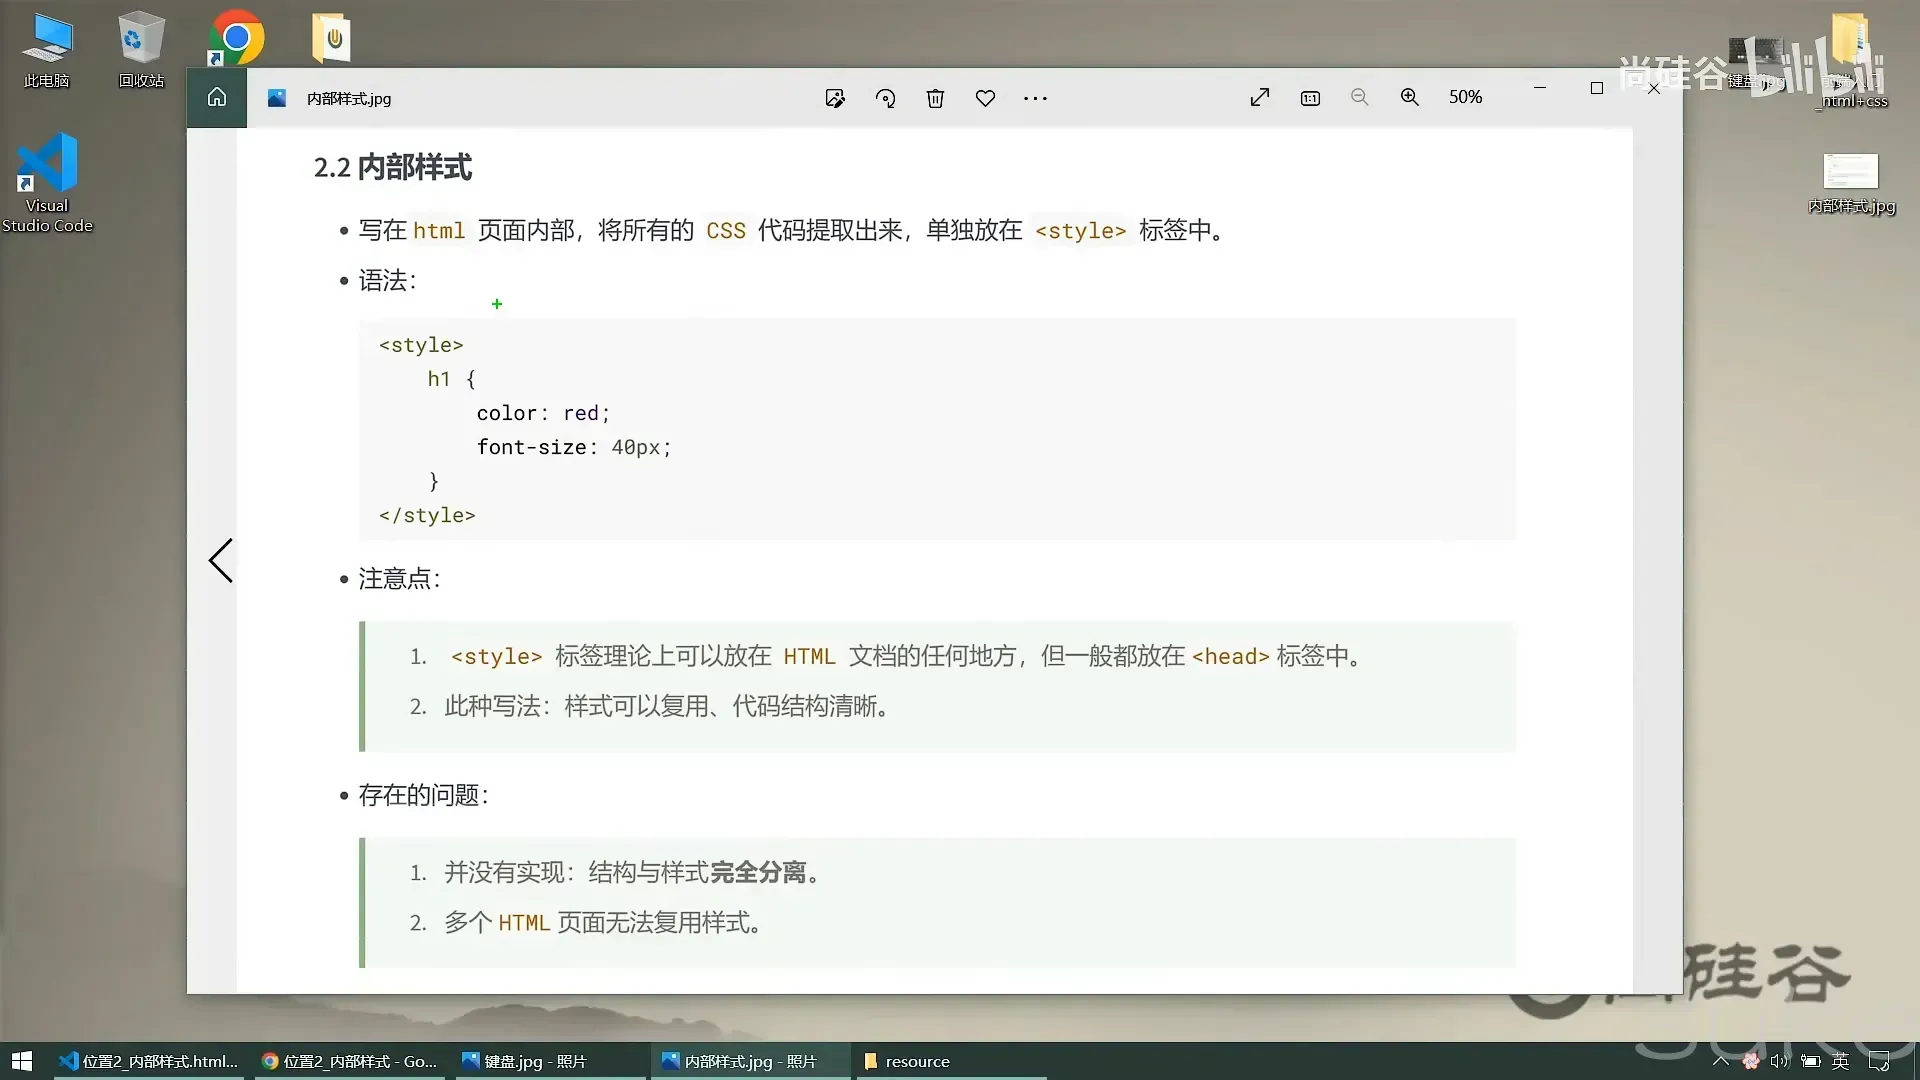 此电脑
回收站
尚硅谷 bilibili
键盘.jpg
_html+css
Visual
Studio Code
内部样式.jpg
内部样式.jpg
50%
2.2 内部样式
• 写在 html 页面内部，将所有的 CSS 代码提取出来，单独放在 <style> 标签中。
• 语法：
<style>
h1 {
color: red;
font-size: 40px;
}
</style>
• 注意点：
1. <style> 标签理论上可以放在 HTML 文档的任何地方，但一般都放在 <head> 标签中。
2. 此种写法：样式可以复用、代码结构清晰。
• 存在的问题：
1. 并没有实现：结构与样式完全分离。
2. 多个 HTML 页面无法复用样式。
硅谷
位置2_内部样式.html...
位置2_内部样式 - Go...
键盘.jpg - 照片
内部样式.jpg - 照片
resource
英